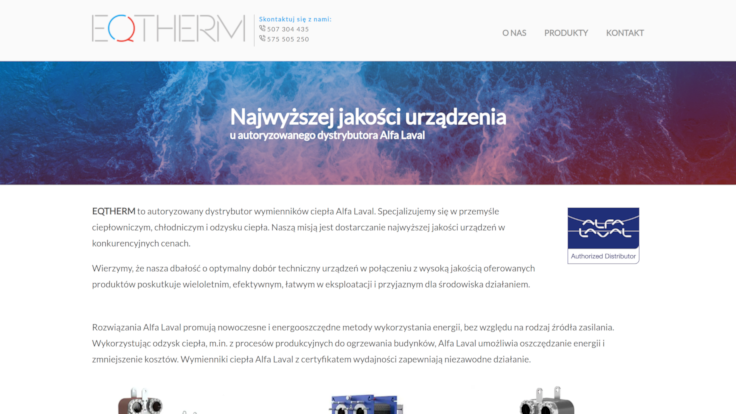 EQTHERM
Skontaktuj się z nami:
507 304 435
575 505 250
O NAS
PRODUKTY
KONTAKT
Najwyższej jakości urządzenia
u autoryzowanego dystrybutora Alfa Laval
EQTHERM to autoryzowany dystrybutor wymienników ciepła Alfa Laval. Specjalizujemy się w przemyśle
ciepłowniczym, chłodniczym i odzysku ciepła. Naszą misją jest dostarczanie najwyższej jakości urządzeń w
konkurencyjnych cenach.
ALFA
LAVAL
Authorized Distributor
Wierzymy, że nasza dbałość o optymalny dobór techniczny urządzeń w połączeniu z wysoką jakością oferowanych
produktów poskutkuje wieloletnim, efektywnym, łatwym w eksploatacji i przyjaznym dla środowiska działaniem.
Rozwiązania Alfa Laval promują nowoczesne i energooszczędne metody wykorzystania energii, bez względu na rodzaj źródła zasilania.
Wykorzystując odzysk ciepła, m.in. z procesów produkcyjnych do ogrzewania budynków, Alfa Laval umożliwia oszczędzanie energii i
zmniejszenie kosztów. Wymienniki ciepła Alfa Laval z certyfikatem wydajności zapewniają niezawodne działanie.